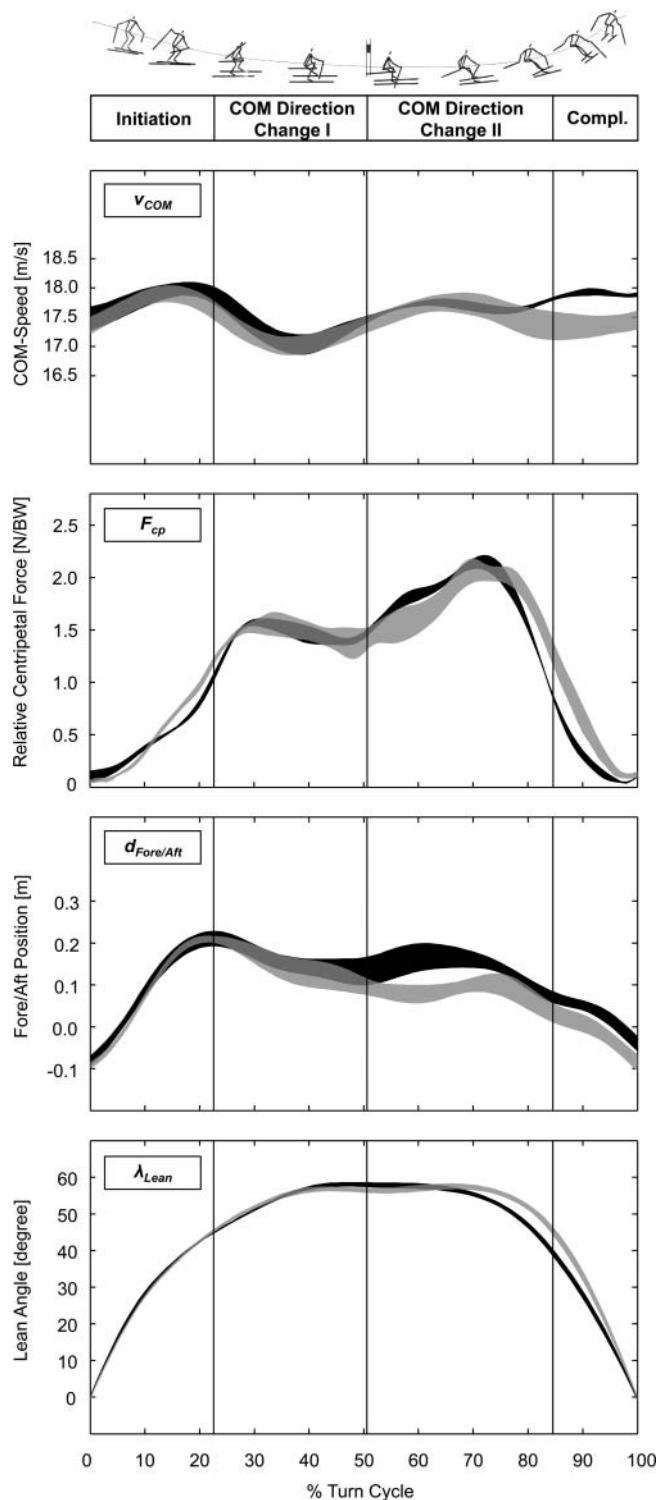 Initiation
COM Direction
Change I
COM Direction
Change II
Compl.
v_COM
COM-Speed [m/s]
18.5
18.0
17.5
17.0
16.5
F_cp
Relative Centripetal Force [N/BW]
2.5
2.0
1.5
1.0
0.5
0
d_Fore/Aft
Fore/Aft Position [m]
0.3
0.2
0.1
0.0
-0.1
λ_Lean
Lean Angle [degree]
60
50
40
30
20
10
0
0 10 20 30 40 50 60 70 80 90 100
% Turn Cycle